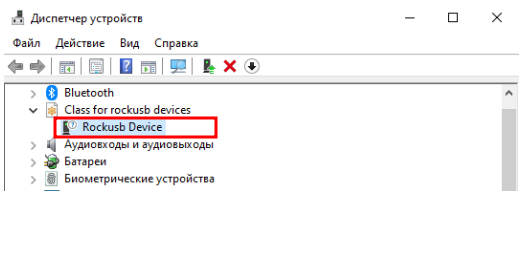 Диспетчер устройств
Файл Действие Вид Справка
Bluetooth
Class for rockusb devices
Rockusb Device
Аудиовходы и аудиовыходы
Батареи
Биометрические устройства